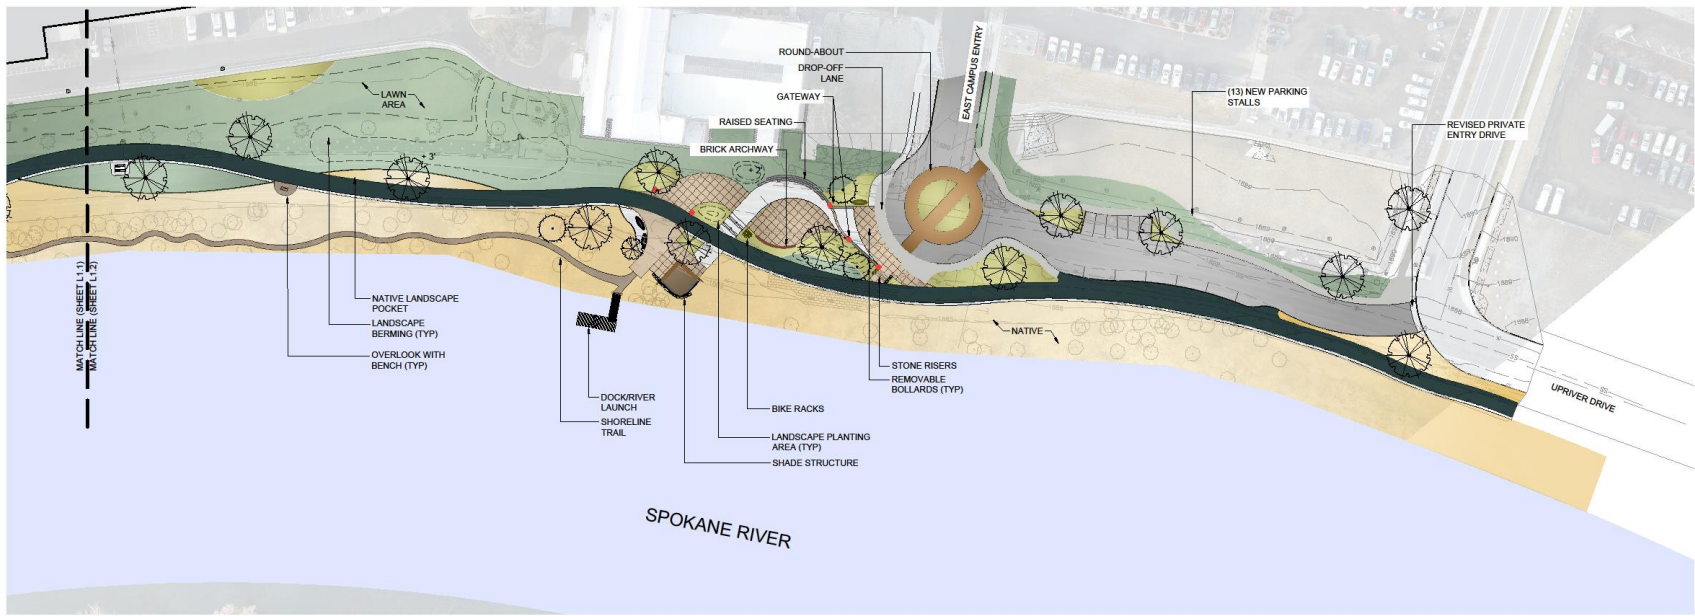 ROUND-ABOUT
DROP-OFF
LANE
GATEWAY
RAISED SEATING
BRICK ARCHWAY
EAST CAMPUS ENTRY
(13) NEW PARKING
STALLS
REVISED PRIVATE
ENTRY DRIVE
LAWN
AREA
+ 3'
MATCH LINE (SHEET L1.1)
MATCH LINE (SHEET L1.2)
NATIVE LANDSCAPE
POCKET
LANDSCAPE
BERMING (TYP)
OVERLOOK WITH
BENCH (TYP)
DOCK/RIVER
LAUNCH
SHORELINE
TRAIL
BIKE RACKS
LANDSCAPE PLANTING
AREA (TYP)
SHADE STRUCTURE
STONE RISERS
REMOVABLE
BOLLARDS (TYP)
NATIVE
UPRIVER DRIVE
SPOKANE RIVER